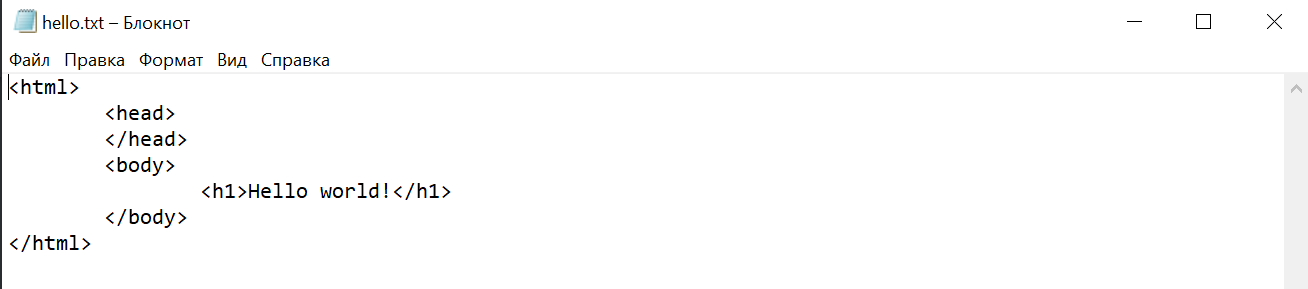 hello.txt – Блокнот
Файл Правка Формат Вид Справка
<html>
<head>
</head>
<body>
<h1>Hello world!</h1>
</body>
</html>